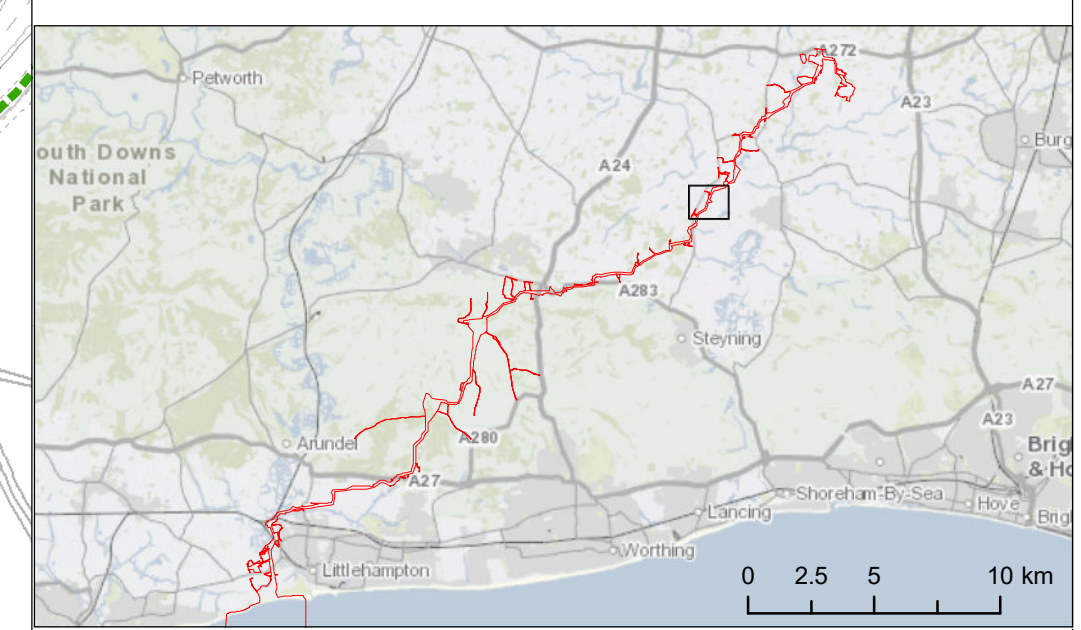 A272
Petworth
A23
Burg
outh Downs
National
Park
A24
A283
Steyning
A27
A23
Arundel
A280
Brig
& Ho
A27
Shoreham-By-Sea
Hove
Lancing
Brig
Worthing
Littlehampton
0 2.5 5 10 km